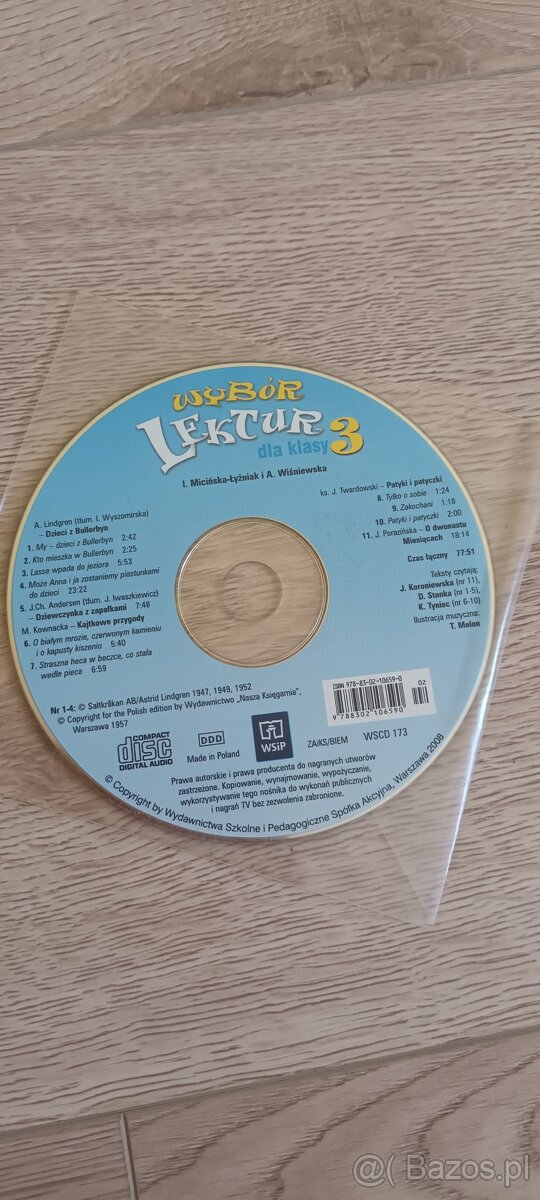 WYBÓR
LEKTUR
dla klasy 3
I. Micińska-Łyżniak i A. Wiśniewska
A. Lindgren (tłum. I. Wyszomirska)
– Dzieci z Bullerbyn
1. My – dzieci z Bullerbyn 2:42
2. Kto mieszka w Bullerbyn 2:25
3. Lasse wpada do jeziora 5:53
4. Może Anna i ja zostaniemy piastunkami
do dzieci 23:22
J.Ch. Andersen (tłum. J. Iwaszkiewicz)
5. – Dziewczynka z zapałkami 7:48
M. Kownacka – Kajtkowe przygody
6. O białym mrozie, czerwonym kamieniu
i o kapusty kiszeniu 5:40
7. Straszna heca w beczce, co stała
wedle pieca 6:59
ks. J. Twardowski – Patyki i patyczki
8. Tylko o sobie 1:24
9. Zakochani 1:18
10. Patyki i patyczki 2:00
11. J. Porazińska – O dwunastu
Miesiącach 18:14
Czas łączny 77:51
Teksty czytają:
J. Koroniewska (nr 11),
D. Stenka (nr 1-5),
K. Tyniec (nr 6-10)
Ilustracja muzyczna:
T. Melon
Nr 1-4: © Saltkråkan AB/Astrid Lindgren 1947, 1949, 1952
© Copyright for the Polish edition by Wydawnictwo „Nasza Księgarnia”,
Warszawa 1957
ISBN 978-83-02-10659-0
02
9 788302 106590
COMPACT
disc
DIGITAL AUDIO
DDD
Made in Poland
WSiP
ZAiKS/BIEM
WSCD 173
Prawa autorskie i prawa producenta do nagranych utworów
zastrzeżone. Kopiowanie, wynajmowanie, wypożyczanie,
wykorzystywanie tego nośnika do wykonań publicznych
i nagrań TV bez zezwolenia zabronione.
© Copyright by Wydawnictwa Szkolne i Pedagogiczne Spółka Akcyjna, Warszawa 2008
@( Bazos.pl